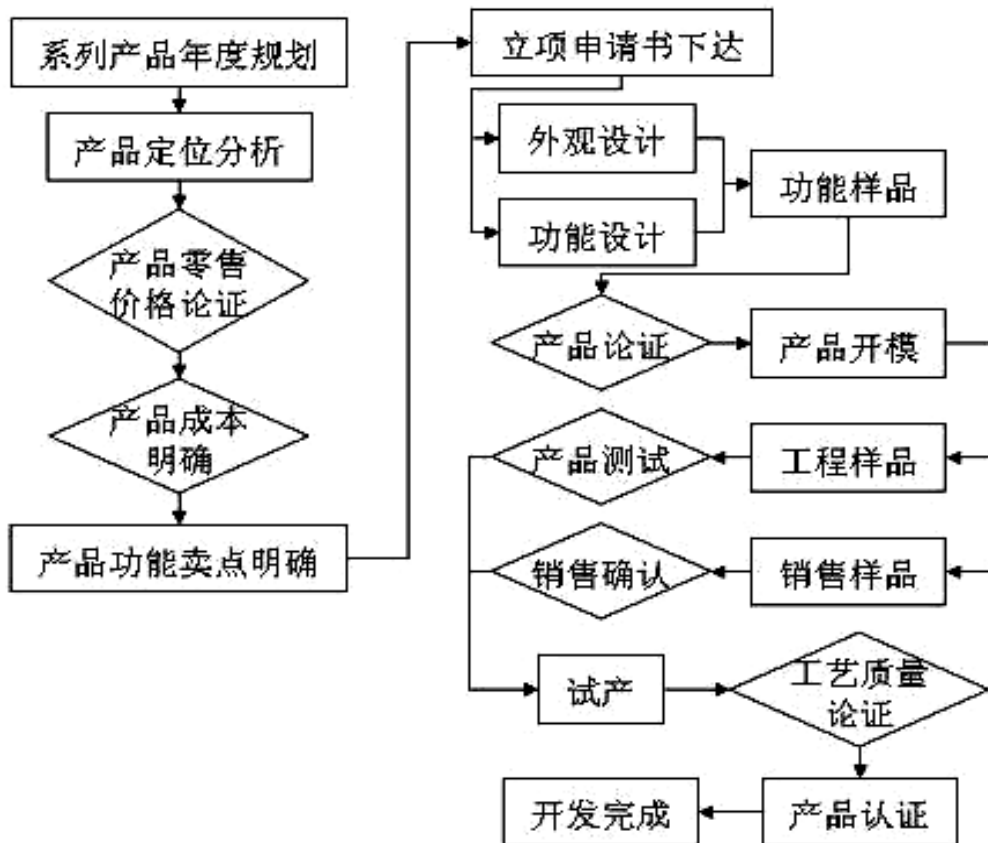 系列产品年度规划
产品定位分析
产品零售
价格论证
产品成本
明确
产品功能卖点明确
立项申请书下达
外观设计
功能设计
功能样品
产品论证
产品开模
产品测试
工程样品
销售确认
销售样品
试产
工艺质量
论证
开发完成
产品认证